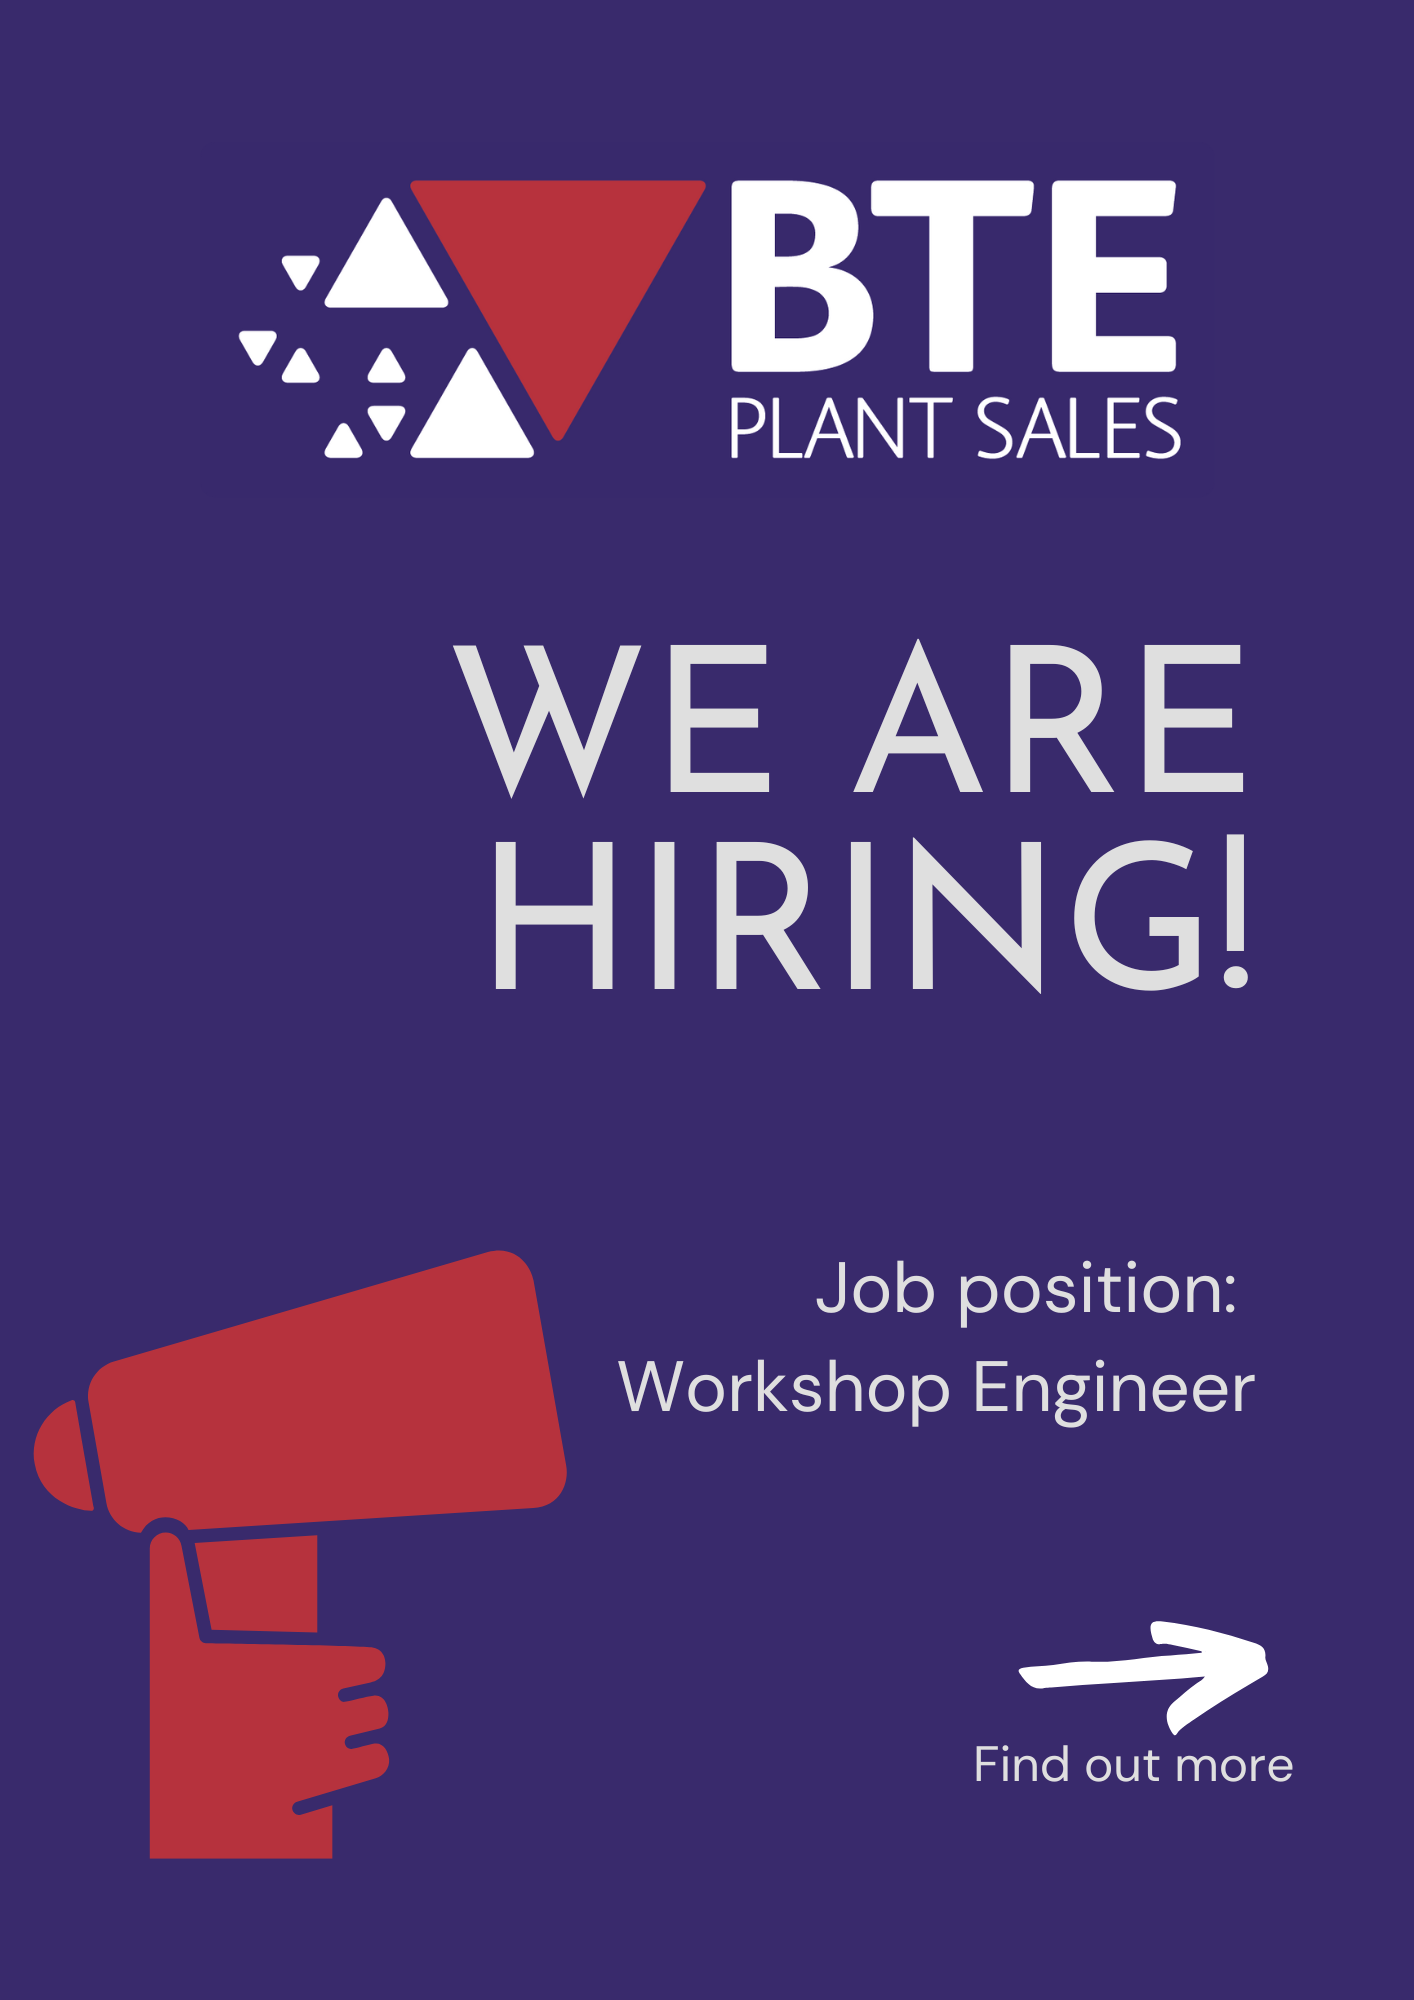 BTE
PLANT SALES
WE ARE
HIRING!
Job position:
Workshop Engineer
Find out more